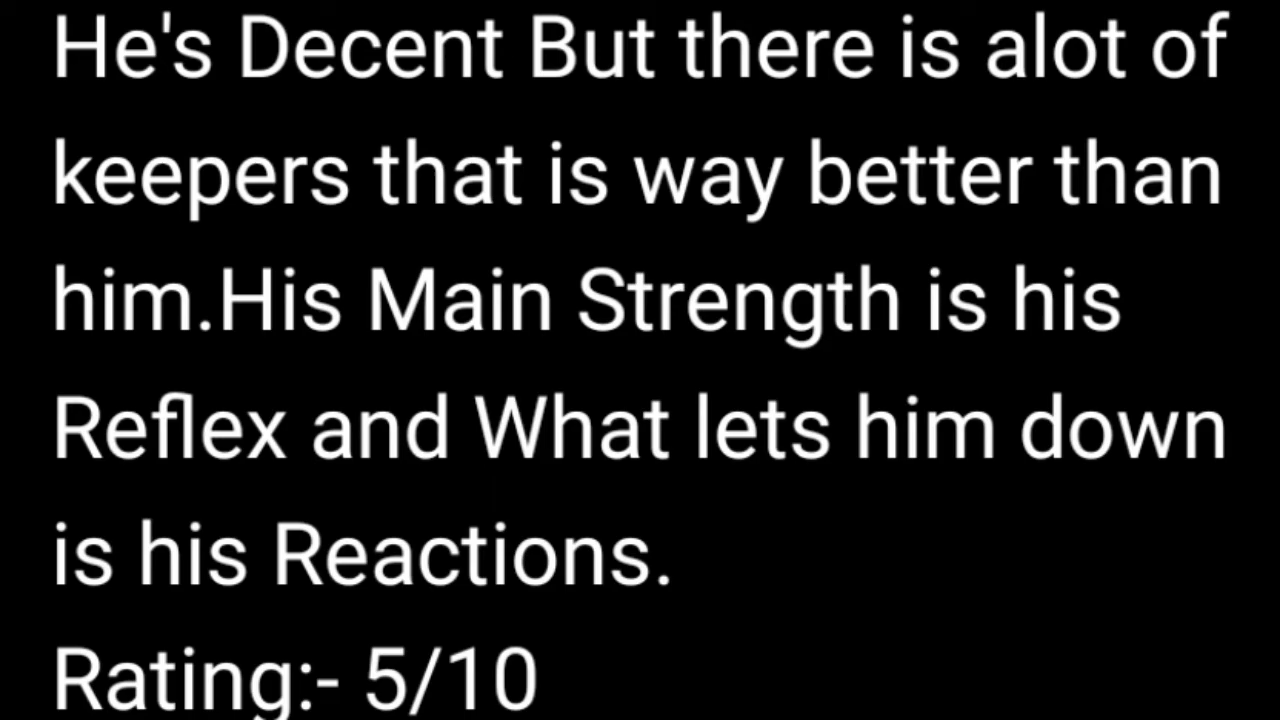 He's Decent But there is alot of
keepers that is way better than
him.His Main Strength is his
Reflex and What lets him down
is his Reactions.
Rating:- 5/10